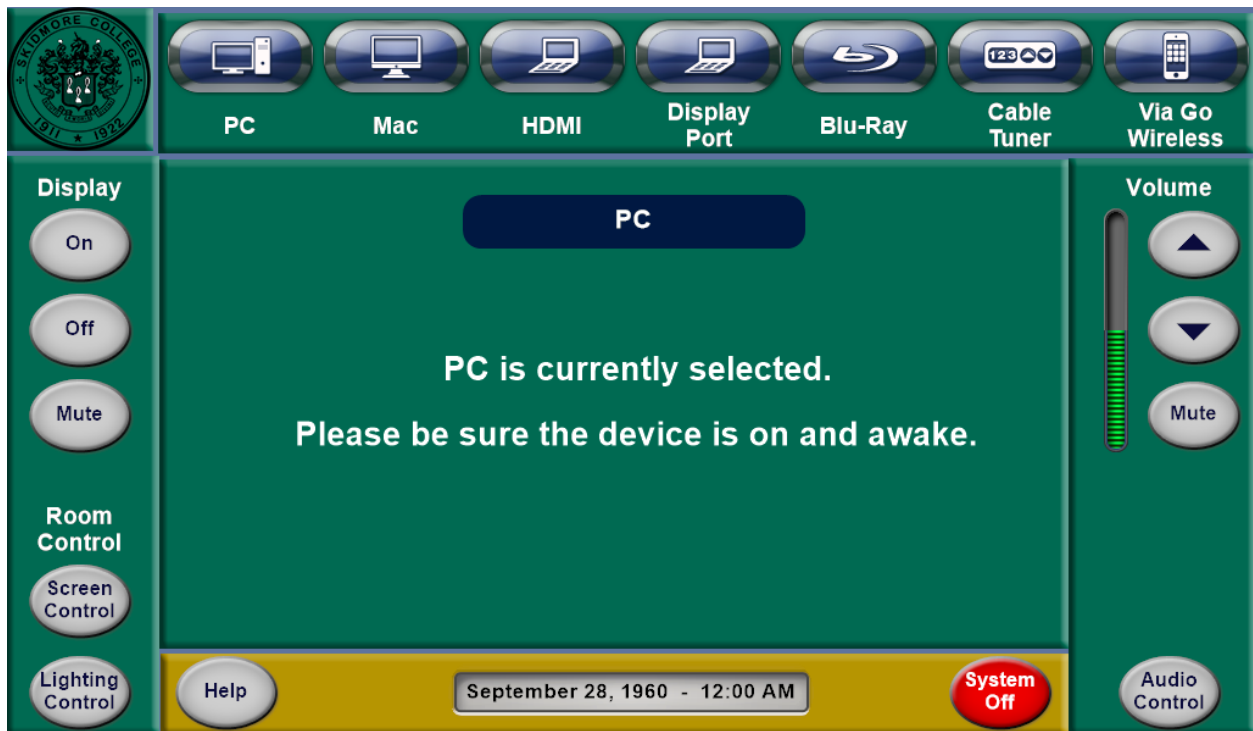 SKIDMORE COLLEGE
1911 ★ 1922
PC
Mac
HDMI
Display
Port
Blu-Ray
123
Cable
Tuner
Via Go
Wireless
Display
On
Off
Mute
Room
Control
Screen
Control
Lighting
Control
PC
PC is currently selected.
Please be sure the device is on and awake.
Volume
Mute
Audio
Control
Help
September 28, 1960 - 12:00 AM
System
Off